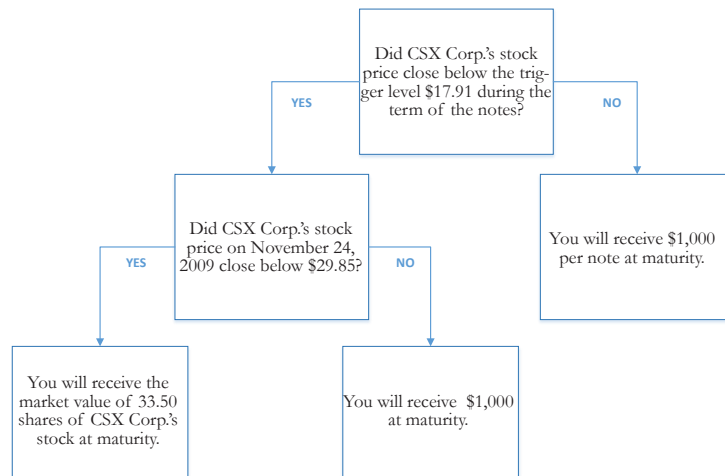 Did CSX Corp.'s stock
price close below the trig-
ger level $17.91 during the
term of the notes?
YES
NO
Did CSX Corp.'s stock
price on November 24,
2009 close below $29.85?
You will receive $1,000
per note at maturity.
YES
NO
You will receive the
market value of 33.50
shares of CSX Corp.'s
stock at maturity.
You will receive $1,000
at maturity.